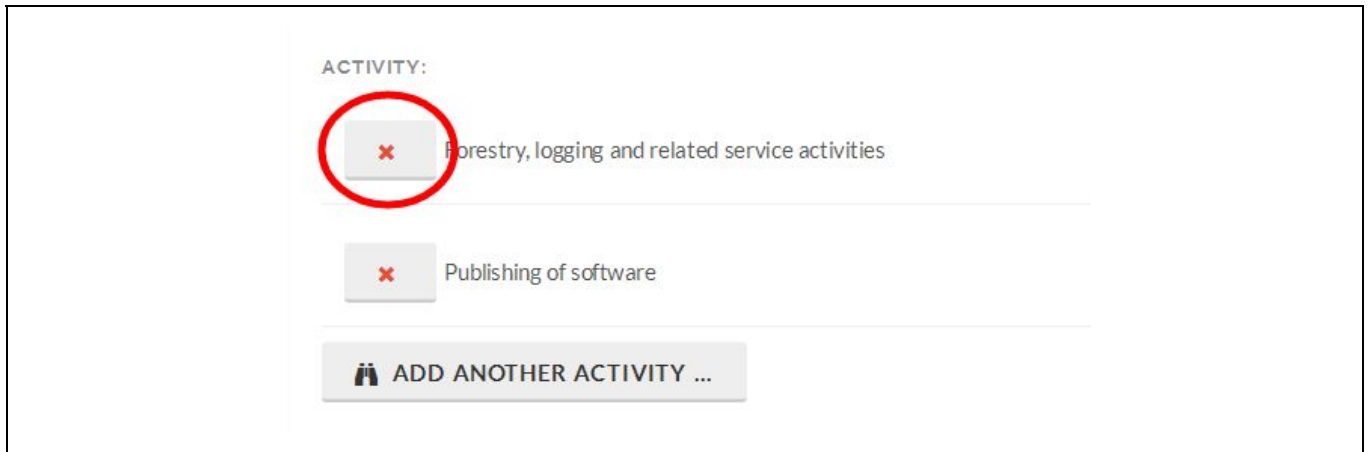 ACTIVITY:
Forestry, logging and related service activities
Publishing of software
ADD ANOTHER ACTIVITY ...